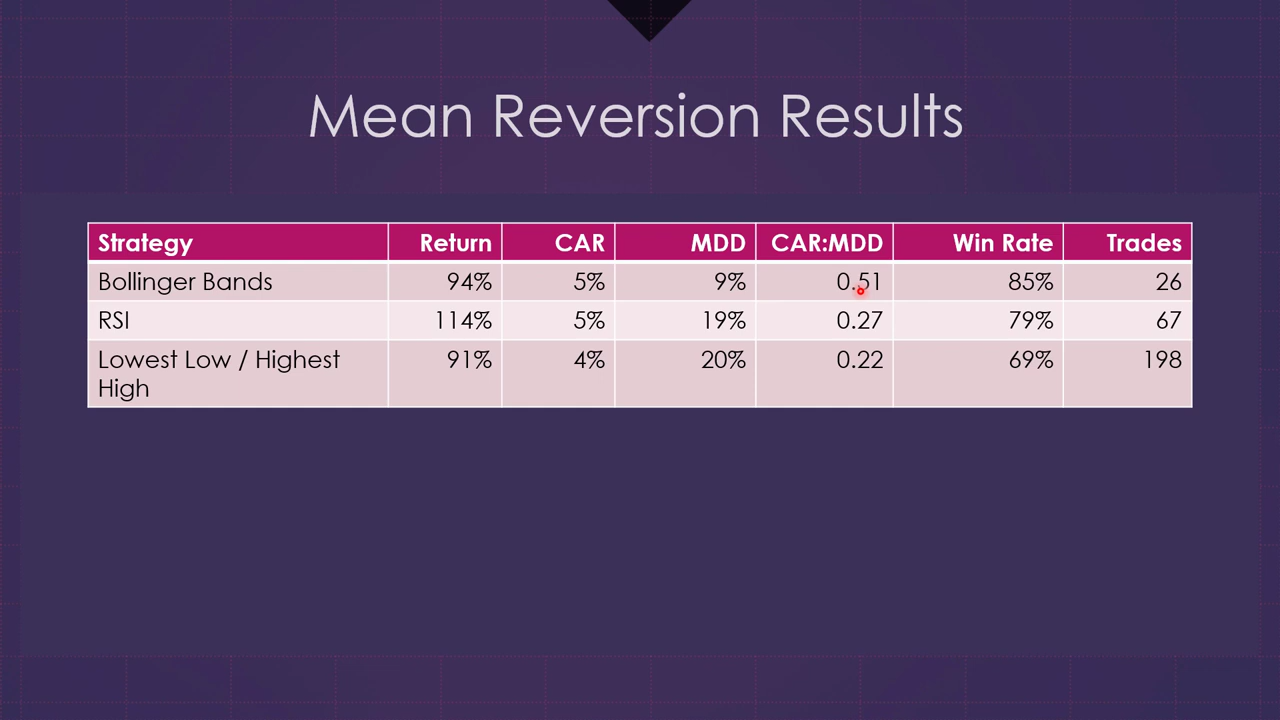 Mean Reversion Results
Strategy Return CAR MDD CAR:MDD Win Rate Trades
Bollinger Bands 94% 5% 9% 0.51 85% 26
RSI 114% 5% 19% 0.27 79% 67
Lowest Low / Highest 91% 4% 20% 0.22 69% 198
High